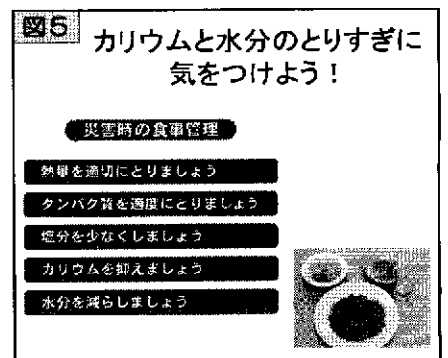 図5
カリウムと水分のとりすぎに
気をつけよう！
災害時の食事管理
熱量を適切にとりましょう
タンパク質を適度にとりましょう
塩分を少なくしましょう
カリウムを抑えましょう
水分を減らしましょう